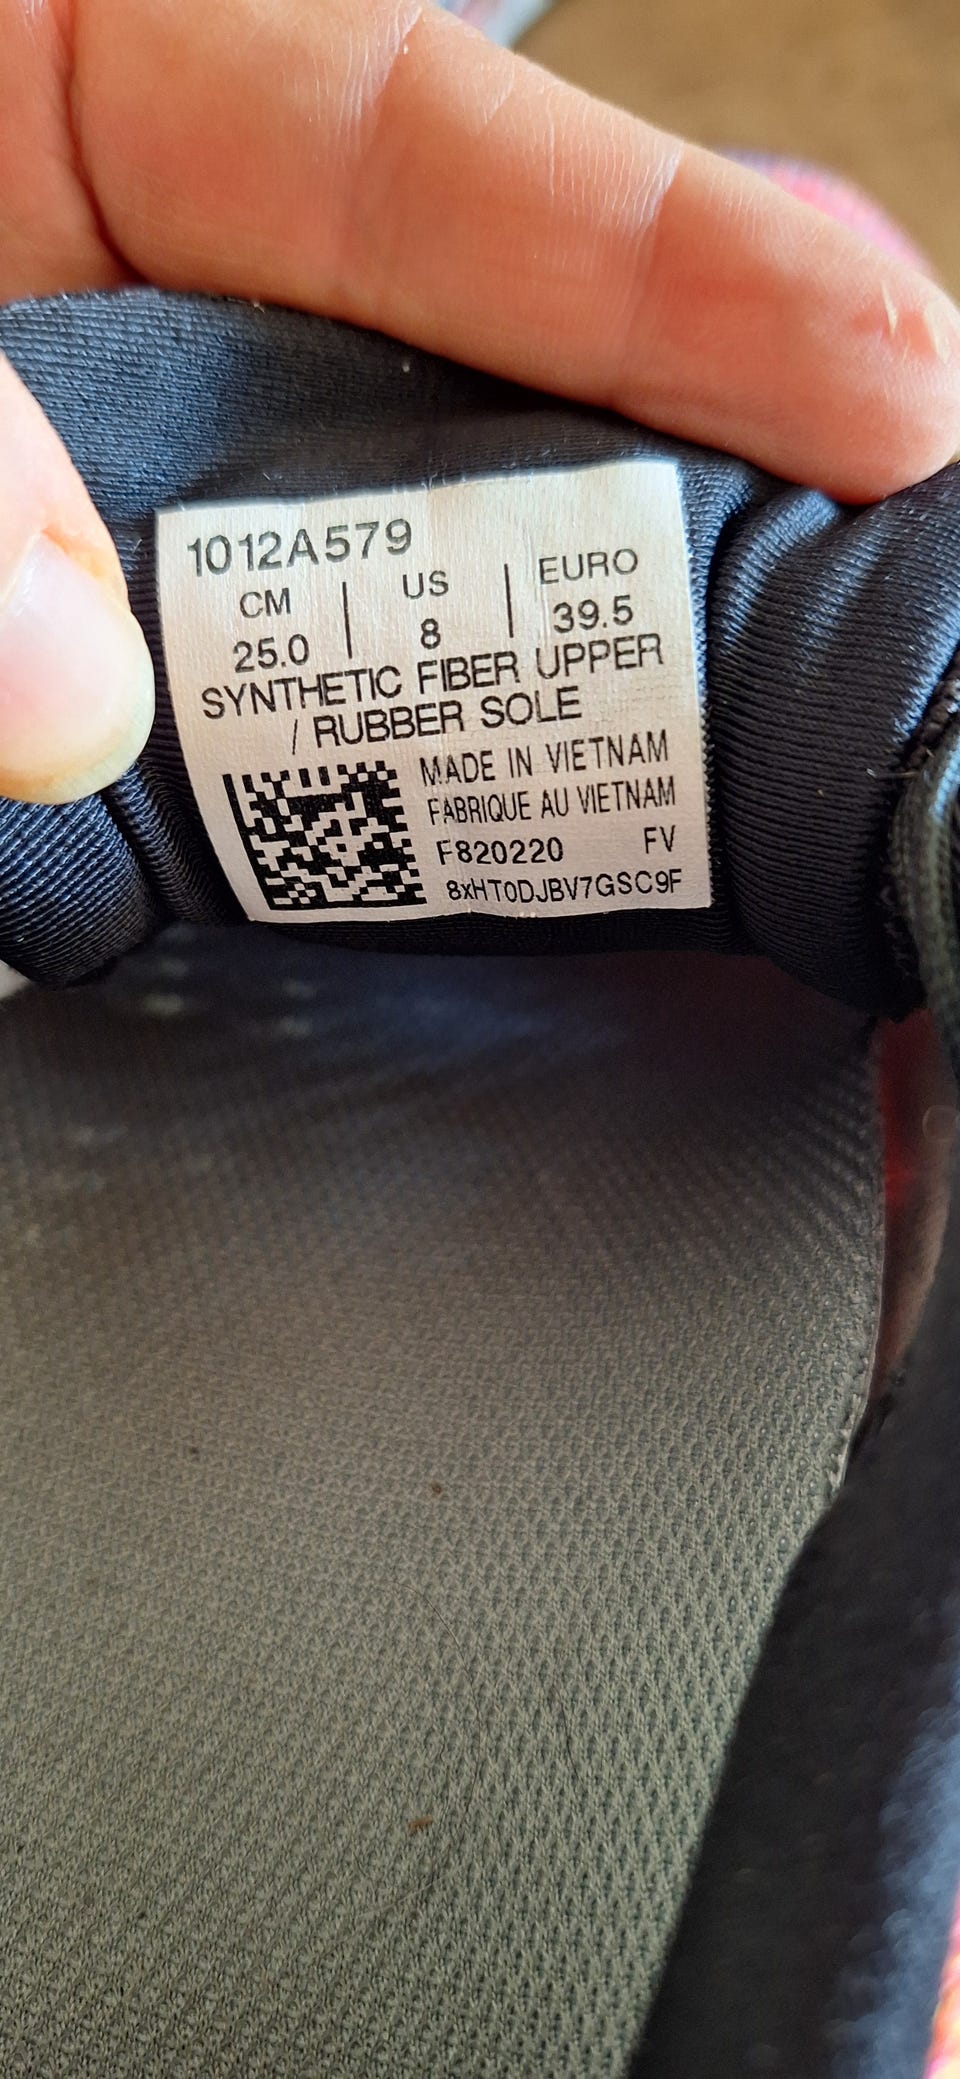 1012A579
CM | US | EURO
25.0 | 8 | 39.5
SYNTHETIC FIBER UPPER
/ RUBBER SOLE
MADE IN VIETNAM
FABRIQUE AU VIETNAM
F820220 FV
8xHT0DJBV7GSC9F